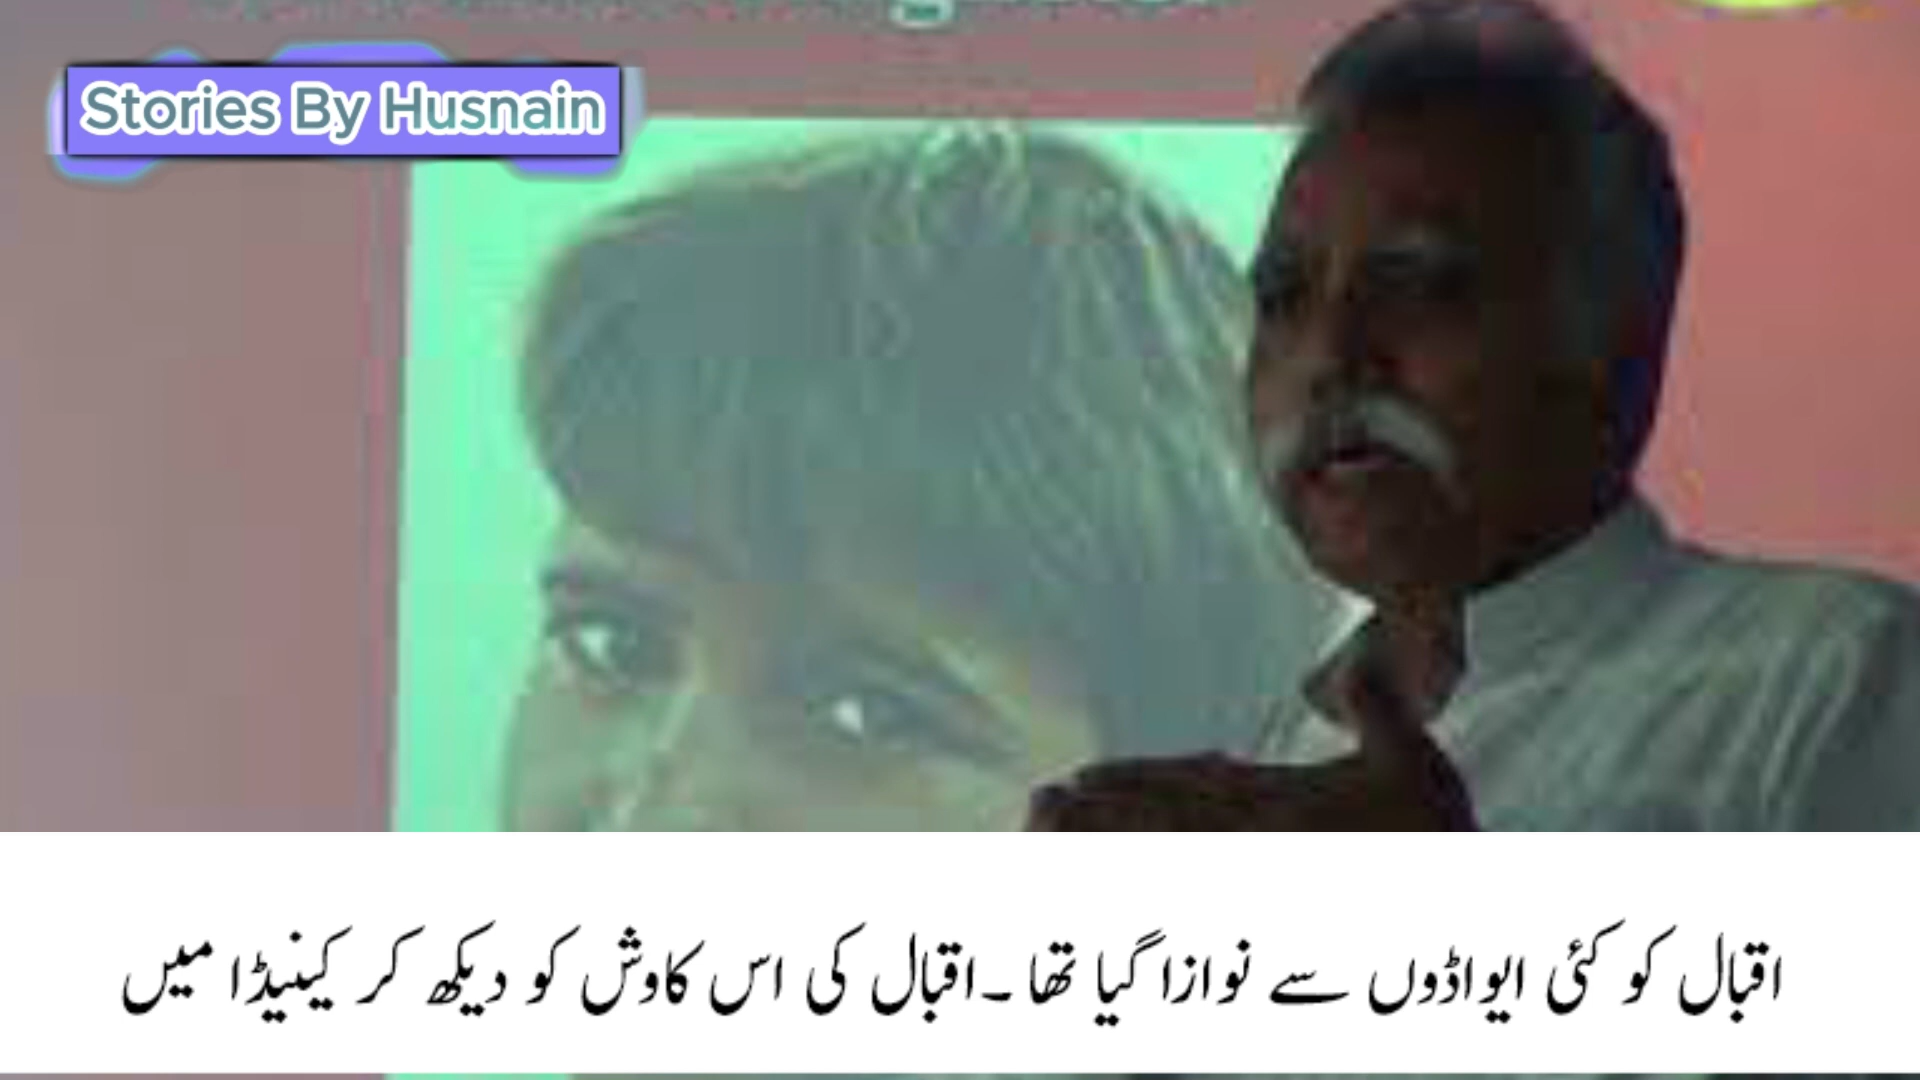 Stories By Husnain
اقبال کو کئی ایواڈوں سے نوازا گیا تھا ۔اقبال کی اس کاوش کو دیکھ کر کینیڈا میں